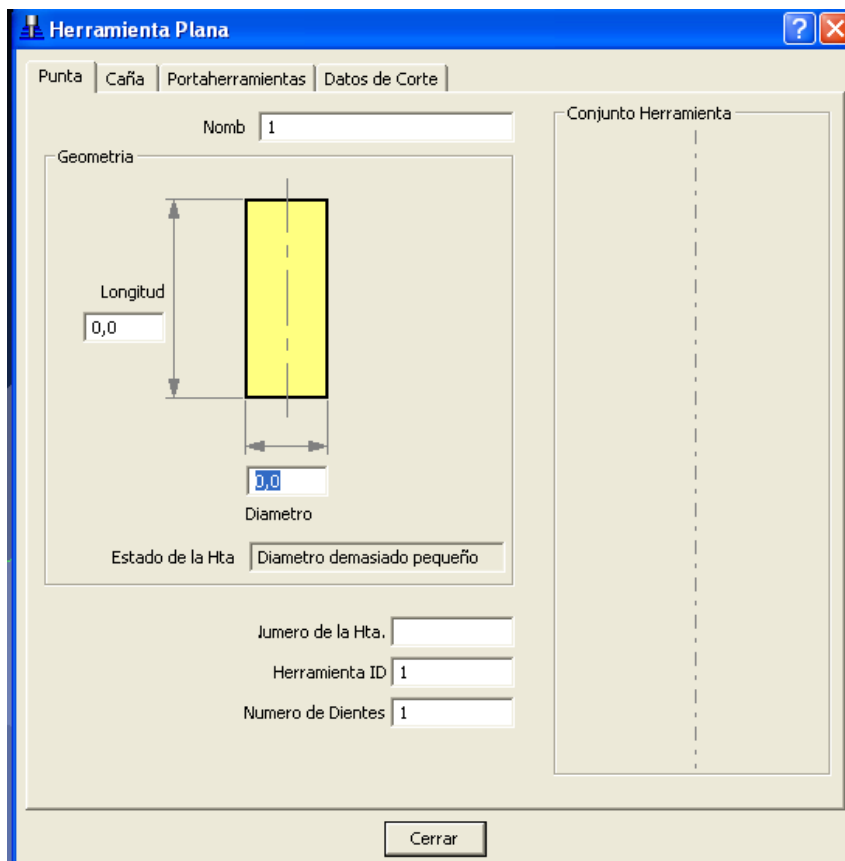 Herramienta Plana
Punta Caña Portaherramientas Datos de Corte
Nomb 1
Conjunto Herramienta
Geometria
Longitud
0,0
0,0
Diametro
Estado de la Hta Diametro demasiado pequeño
Jumero de la Hta.
Herramienta ID 1
Numero de Dientes 1
Cerrar